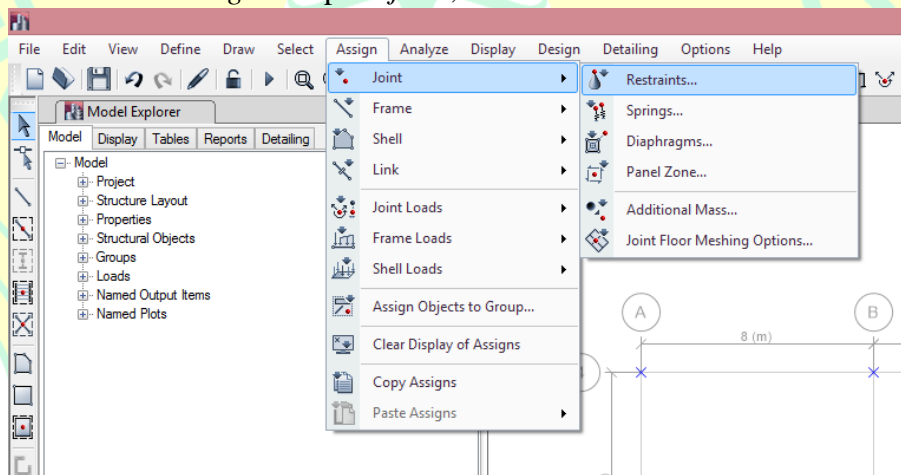 File Edit View Define Draw Select Assign Analyze Display Design Detailing Options Help
Model Explorer
Model Display Tables Reports Detailing
Model
Project
Structure Layout
Properties
Structural Objects
Groups
Loads
Named Output Items
Named Plots
Joint
Frame
Shell
Link
Joint Loads
Frame Loads
Shell Loads
Assign Objects to Group...
Clear Display of Assigns
Copy Assigns
Paste Assigns
Restraints...
Springs...
Diaphragms...
Panel Zone...
Additional Mass...
Joint Floor Meshing Options...
A B
8 (m)